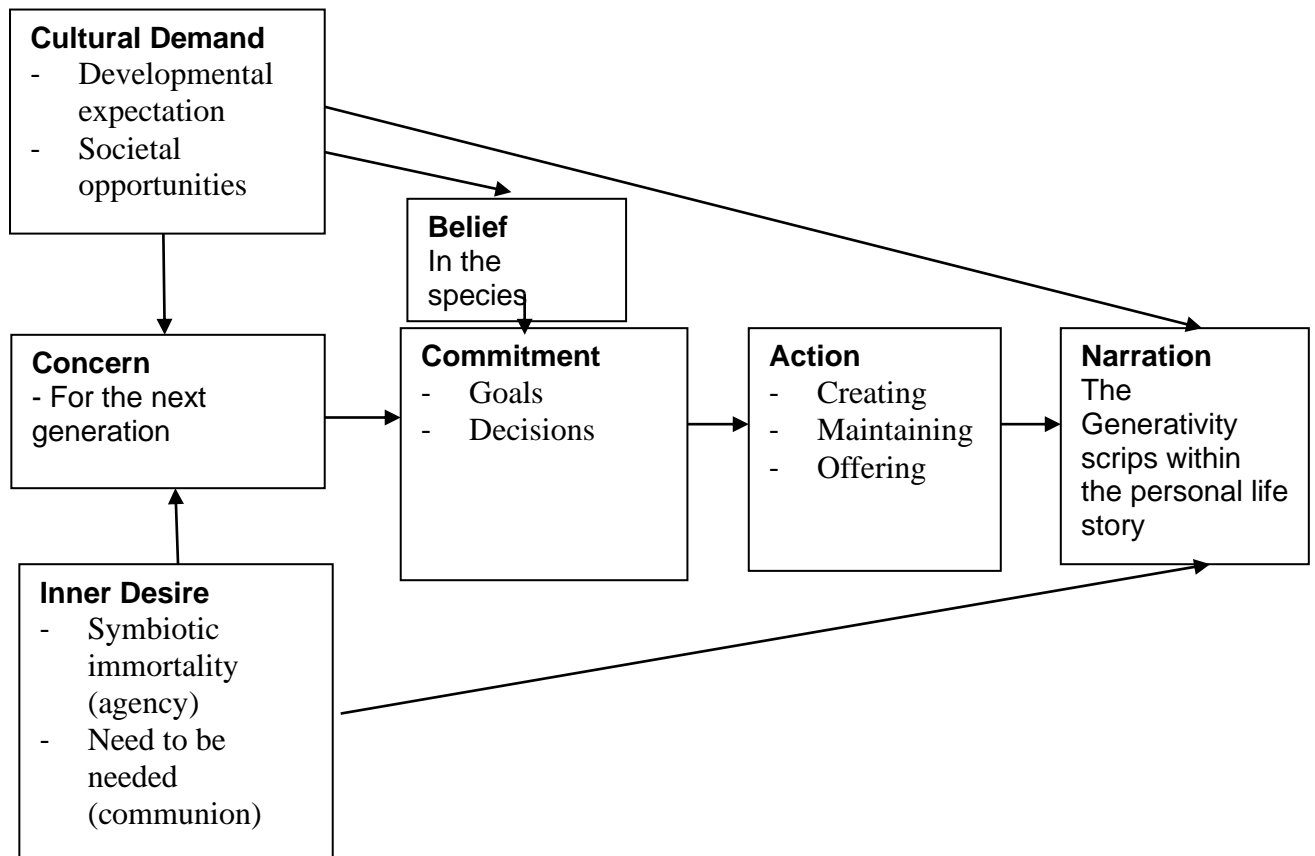 Cultural Demand
- Developmental
expectation
- Societal
opportunities
Belief
In the
species
Concern
- For the next
generation
Commitment
- Goals
- Decisions
Action
- Creating
- Maintaining
- Offering
Narration
The
Generativity
scrips within
the personal life
story
Inner Desire
- Symbiotic
immortality
(agency)
- Need to be
needed
(communion)